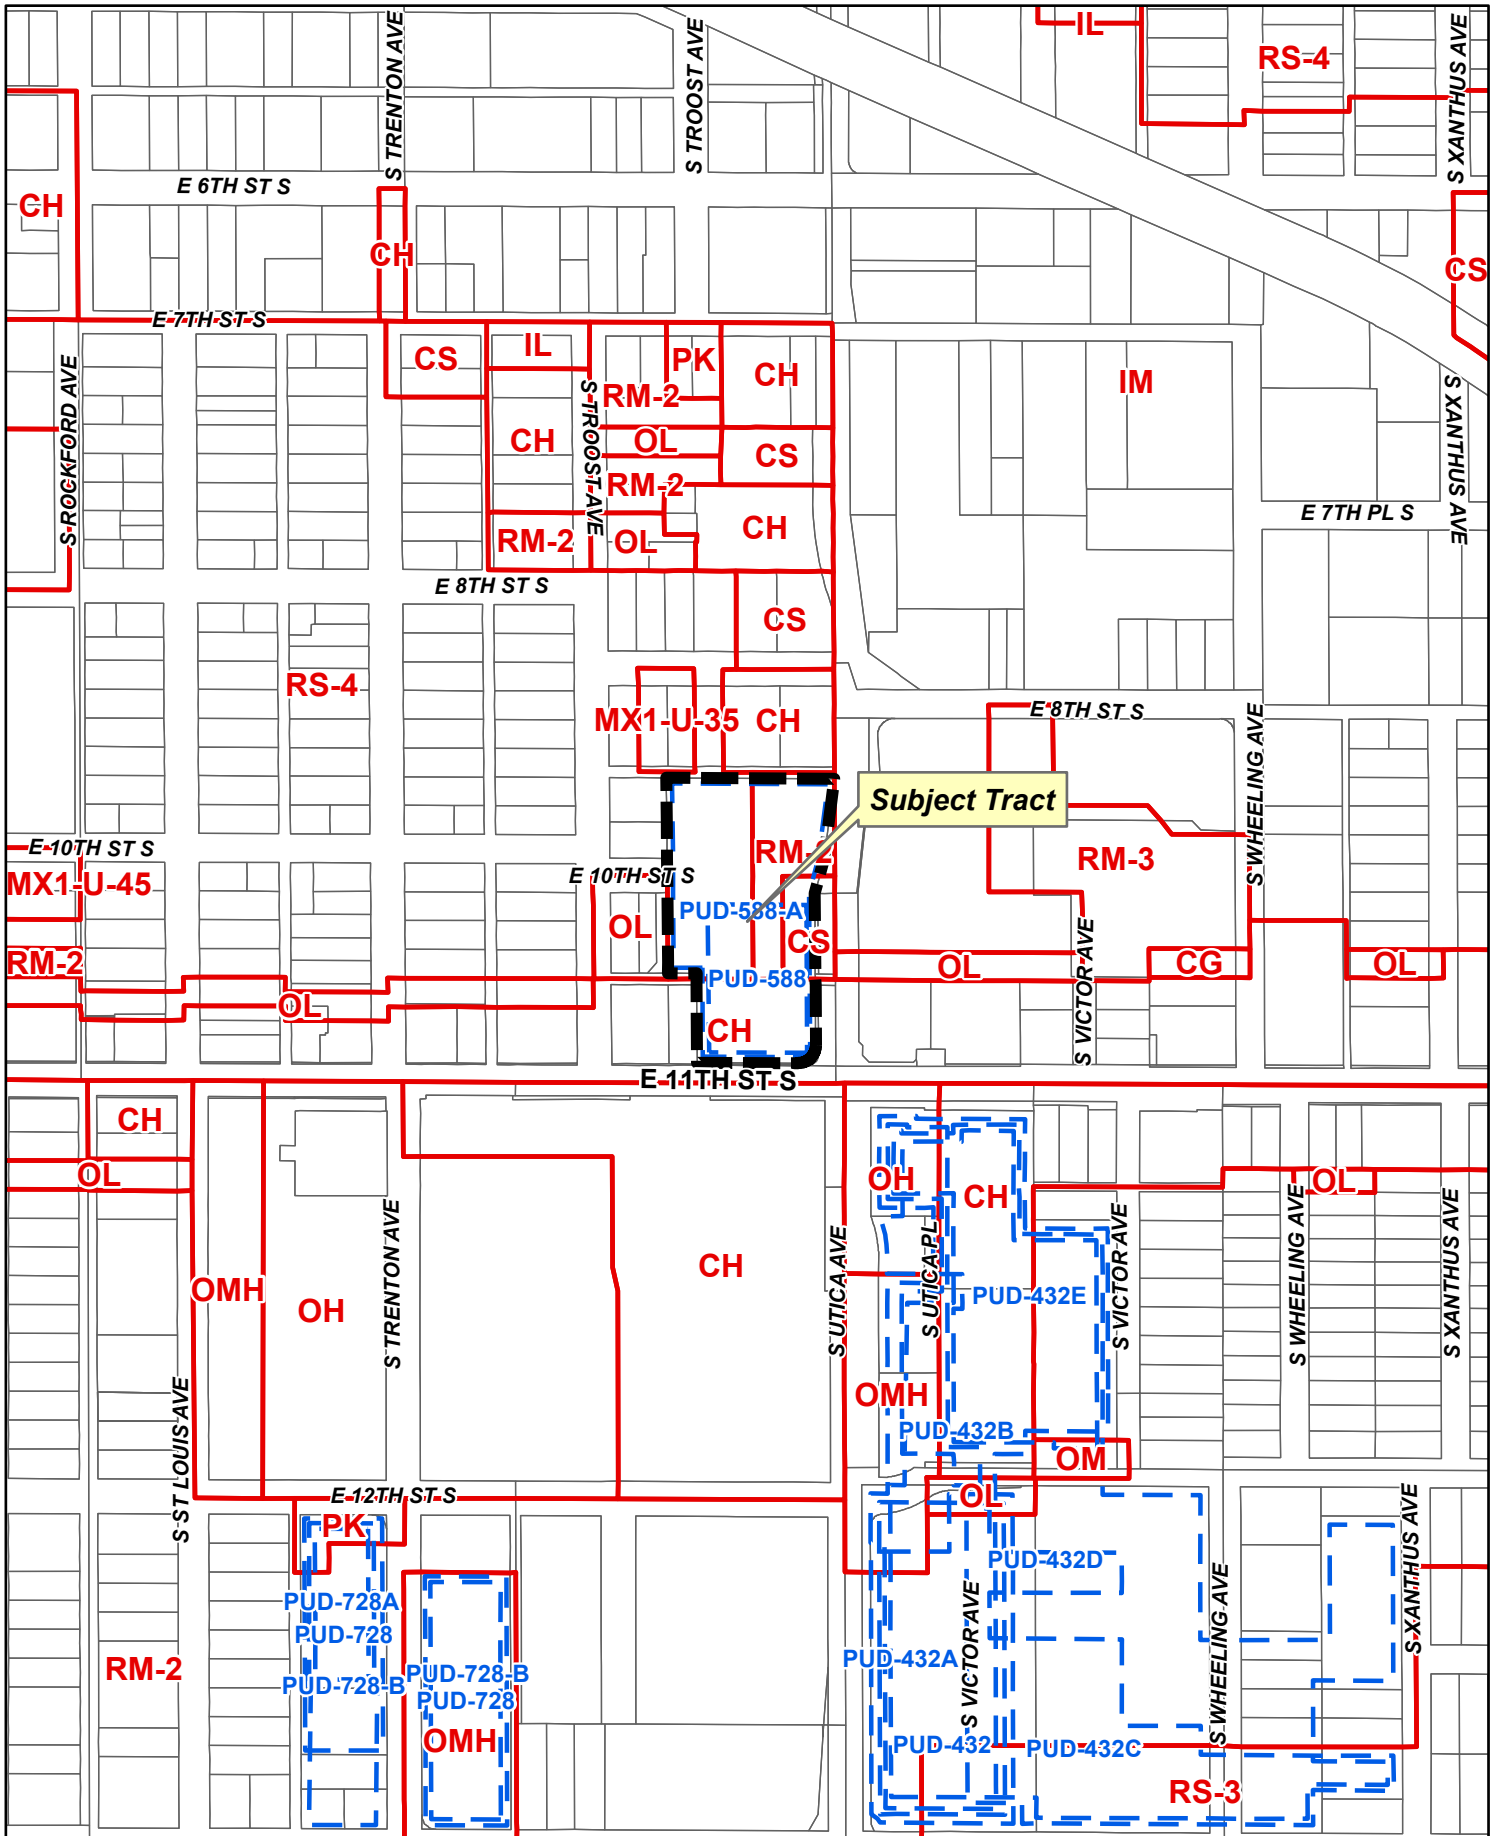 S TRENTON AVE
S TROOST AVE
IL
RS-4
S XANTHUS AVE
E 6TH ST S
CH
CH
CS
E 7TH ST S
S ROCKFORD AVE
CS
IL
S TROOST AVE
RM-2
PK
CH
IM
S XANTHUS AVE
CH
OL
CS
RM-2
RM-2
OL
CH
E 7TH PL S
E 8TH ST S
CS
RS-4
MX1-U-35
CH
E 8TH ST S
S WHEELING AVE
Subject Tract
E 10TH ST S
MX1-U-45
RM-2
RM-3
E 10TH ST S
OL
PUD-588-A
CS
RM-2
OL
S VICTOR AVE
CG
OL
PUD-588
OL
CH
E 11TH ST S
CH
OL
OH
CH
OL
OMH
OH
S TRENTON AVE
CH
S UTICA AVE
S UTICA PL
PUD-432E
S VICTOR AVE
S WHEELING AVE
S XANTHUS AVE
S ST LOUIS AVE
OMH
PUD-432B
OM
E 12TH ST S
PK
OL
PUD-432D
S XANTHUS AVE
PUD-728A
PUD-728
PUD-728-B
RM-2
PUD-728-B
PUD-728
OMH
PUD-432A
S VICTOR AVE
S WHEELING AVE
PUD-432
PUD-432C
RS-3